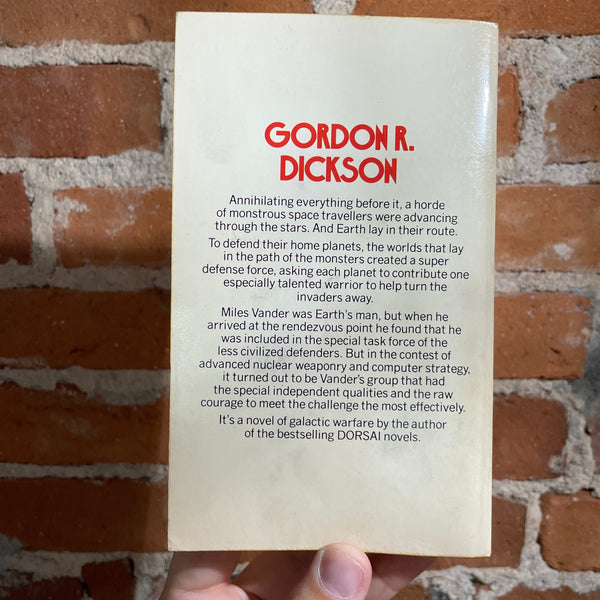 GORDON R.
DICKSON
Annihilating everything before it, a horde
of monstrous space travellers were advancing
through the stars. And Earth lay in their route.
To defend their home planets, the worlds that lay
in the path of the monsters created a super
defense force, asking each planet to contribute one
especially talented warrior to help turn the
invaders away.
Miles Vander was Earth's man, but when he
arrived at the rendezvous point he found that he
was included in the special task force of the
less civilized defenders. But in the contest of
advanced nuclear weaponry and computer strategy,
it turned out to be Vander's group that had
the special independent qualities and the raw
courage to meet the challenge the most effectively.
It's a novel of galactic warfare by the author
of the bestselling DORSAI novels.